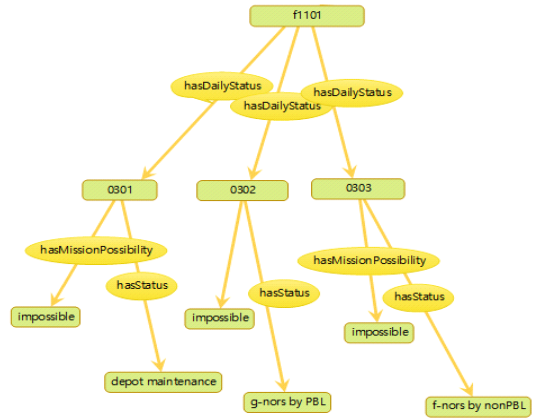 f1101
hasDailyStatus
hasDailyStatus
hasDailyStatus
0301
0302
0303
hasMissionPossibility
hasStatus
hasStatus
hasMissionPossibility
hasStatus
impossible
impossible
impossible
depot maintenance
g-nors by PBL
f-nors by nonPBL